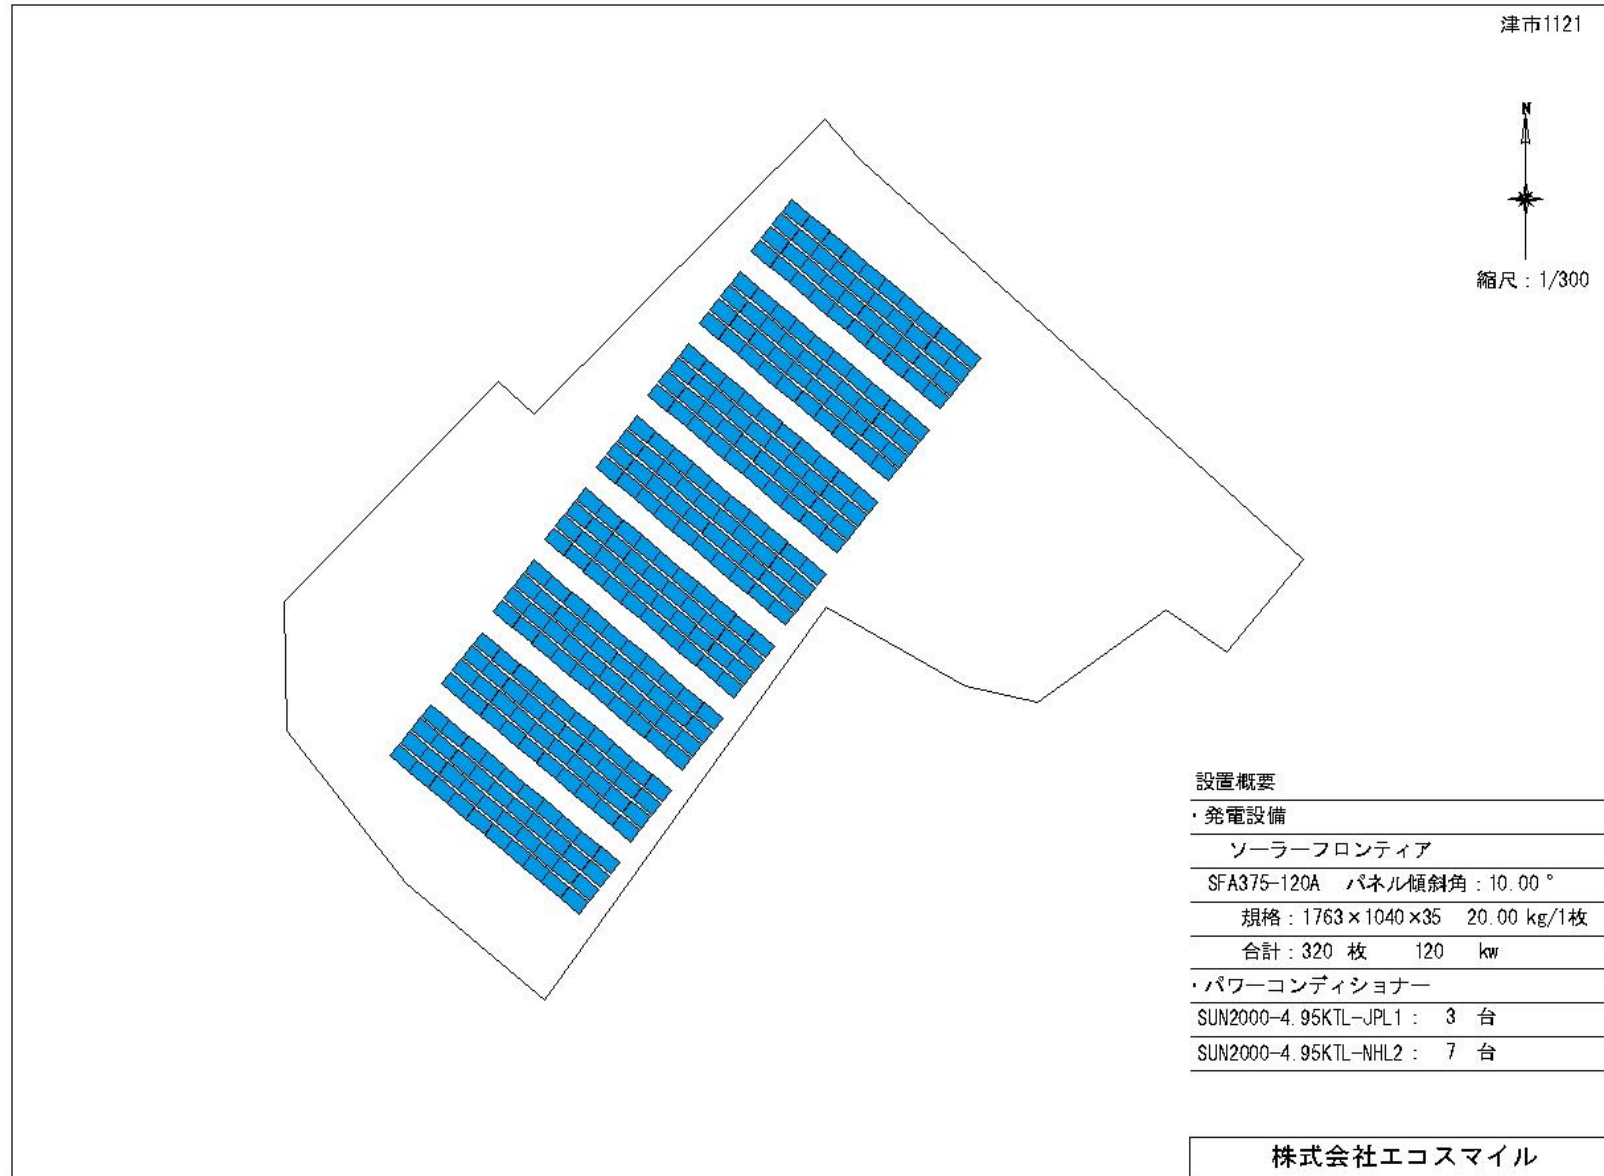 津市1121
N
縮尺：1/300
設置概要
・発電設備
ソーラーフロンティア
SFA375-120A パネル傾斜角：10.00°
規格：1763×1040×35 20.00 kg/1枚
合計：320 枚 120 kw
・パワーコンディショナー
SUN2000-4.95KTL-JPL1： 3 台
SUN2000-4.95KTL-NHL2： 7 台
株式会社エコスマイル